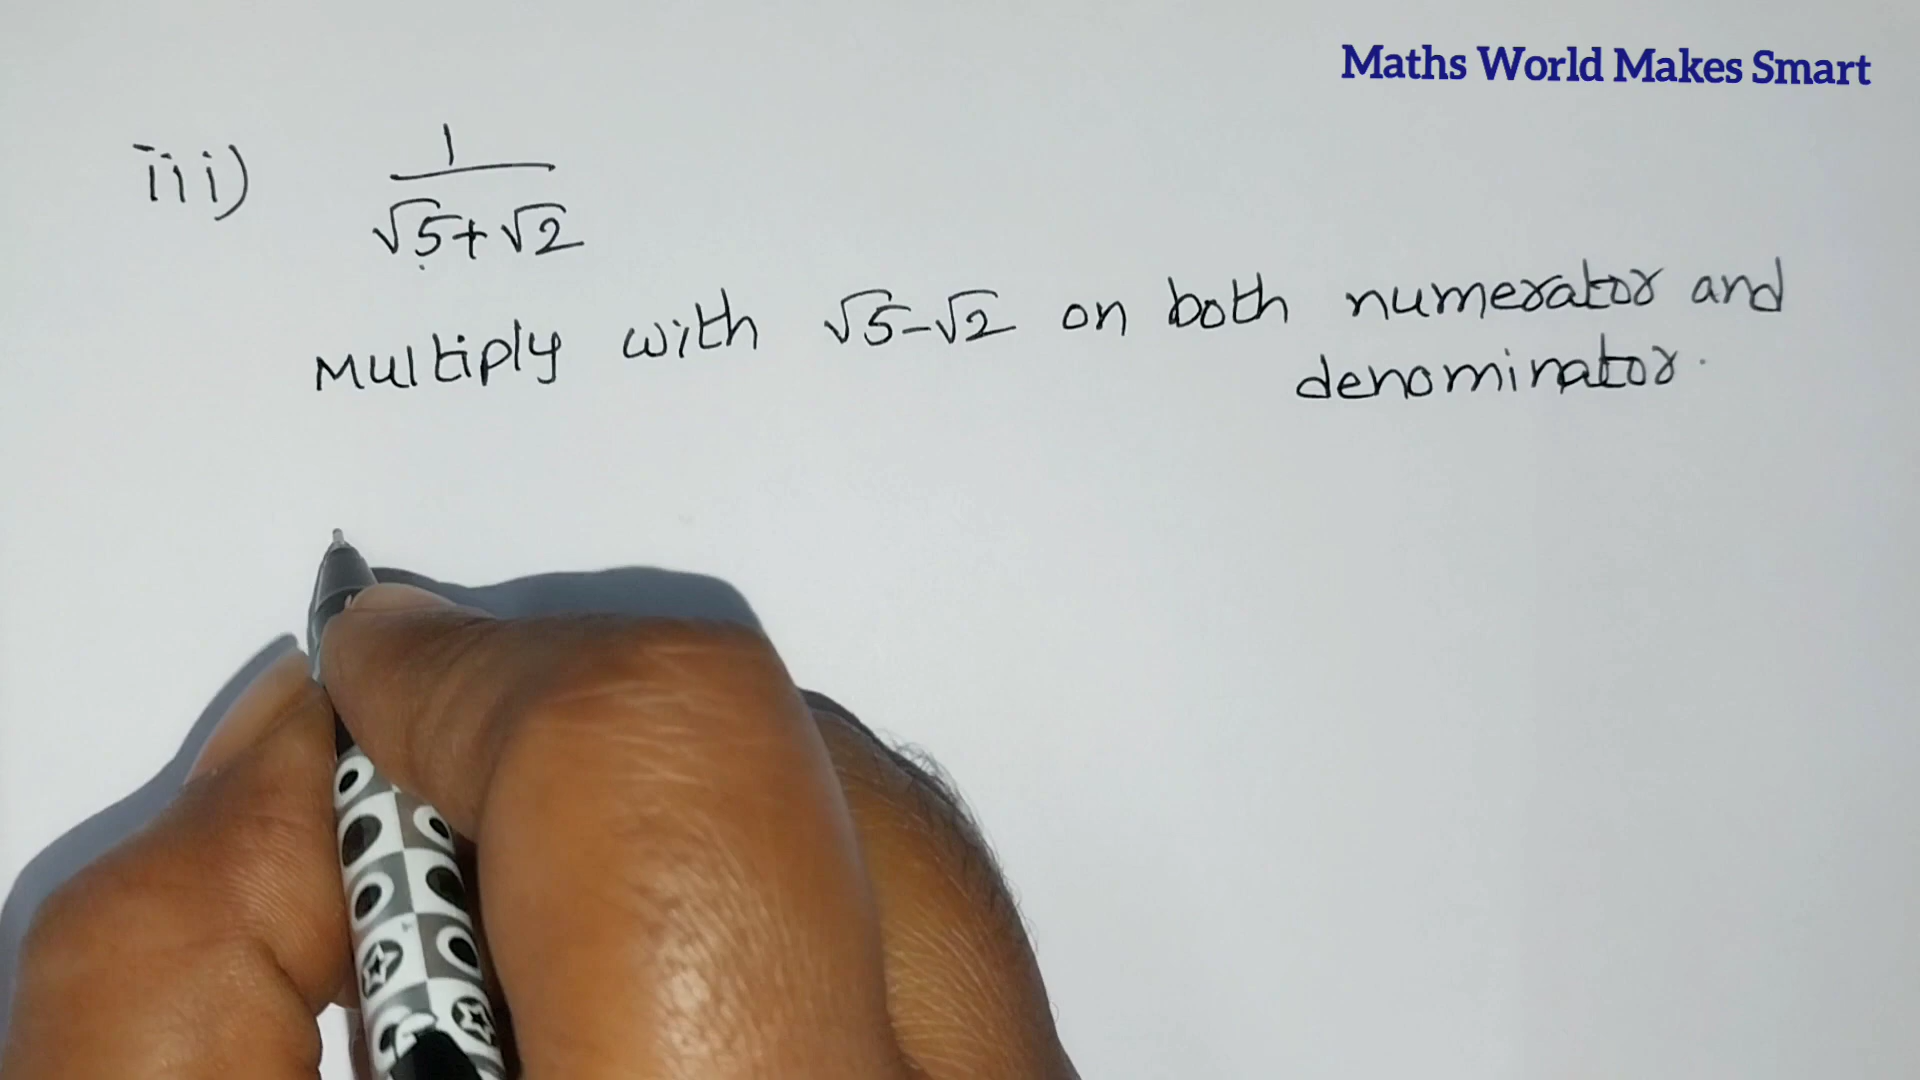 Maths World Makes Smart
iii) 1
√5+√2
Multiply with √5-√2 on both numerator and
denominator.